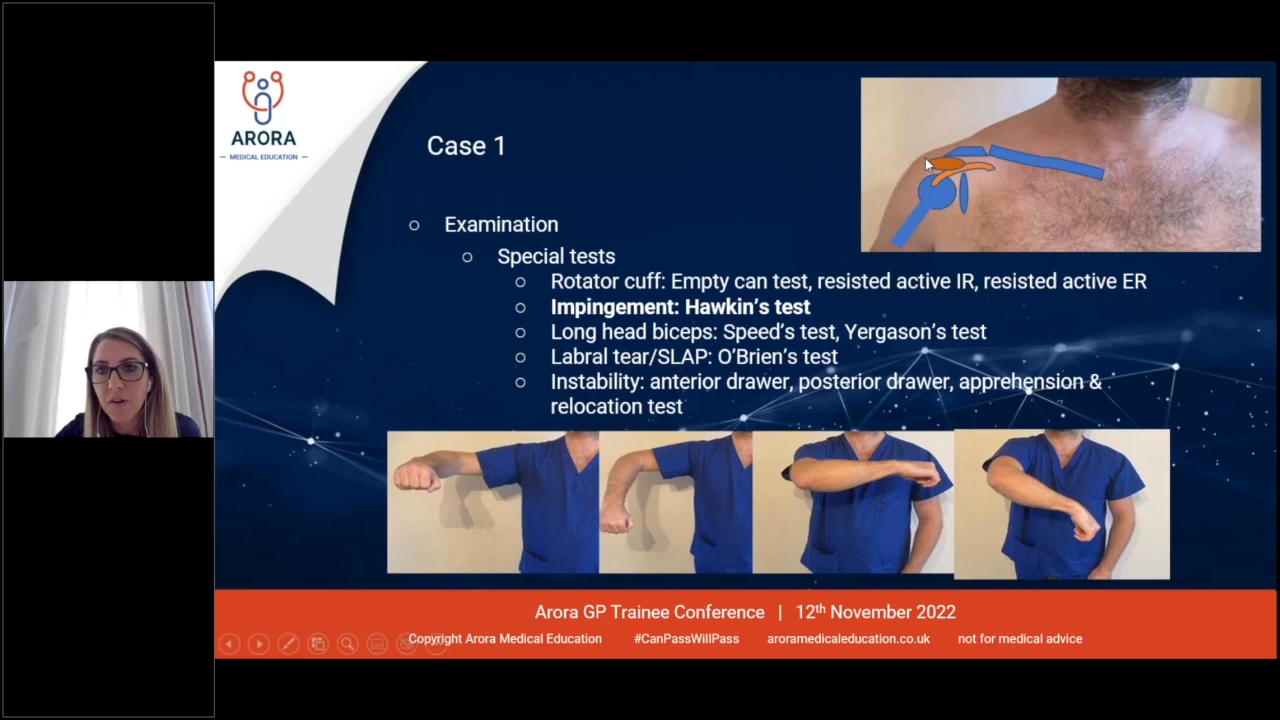 ARORA
MEDICAL EDUCATION
Case 1
Examination
Special tests
Rotator cuff: Empty can test, resisted active IR, resisted active ER
Impingement: Hawkin's test
Long head biceps: Speed's test, Yergason's test
Labral tear/SLAP: O'Brien's test
Instability: anterior drawer, posterior drawer, apprehension &
relocation test
Arora GP Trainee Conference | 12th November 2022
Copyright Arora Medical Education #CanPassWillPass aroramedicaleducation.co.uk not for medical advice